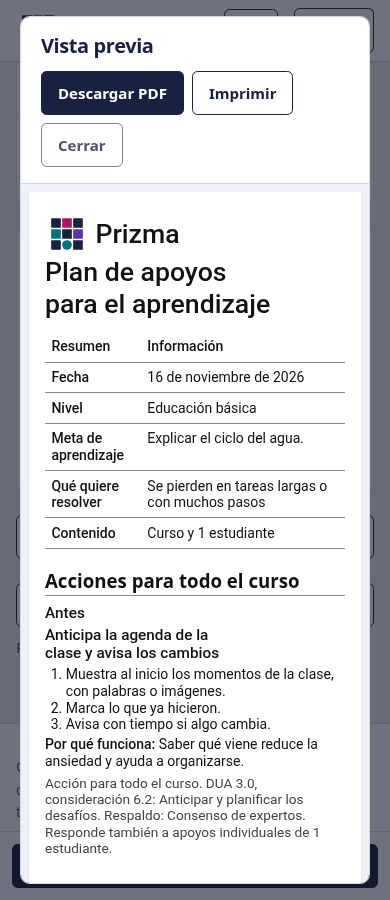 Vista previa
Descargar PDF
Imprimir
Cerrar
Prizma
Plan de apoyos
para el aprendizaje
Resumen Información
Fecha 16 de noviembre de 2026
Nivel Educación básica
Meta de aprendizaje Explicar el ciclo del agua.
Qué quiere resolver Se pierden en tareas largas o con muchos pasos
Contenido Curso y 1 estudiante
Acciones para todo el curso
Antes
Anticipa la agenda de la
clase y avisa los cambios
1. Muestra al inicio los momentos de la clase,
con palabras o imágenes.
2. Marca lo que ya hicieron.
3. Avisa con tiempo si algo cambia.
Por qué funciona: Saber qué viene reduce la
ansiedad y ayuda a organizarse.
Acción para todo el curso. DUA 3.0,
consideración 6.2: Anticipar y planificar los
desafíos. Respaldo: Consenso de expertos.
Responde también a apoyos individuales de 1
estudiante.